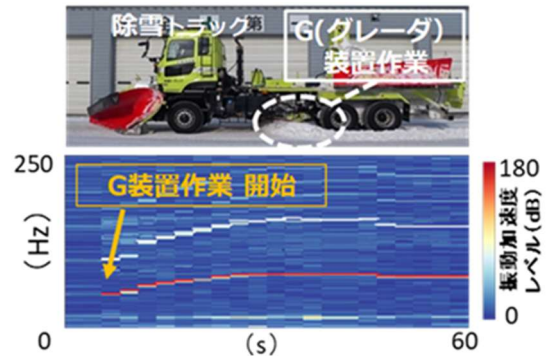 除雪トラック 第
G(グレーダ)
装置作業
250
G装置作業 開始
180
(Hz)
振動加速度
レベル(dB)
0
0
(s)
60